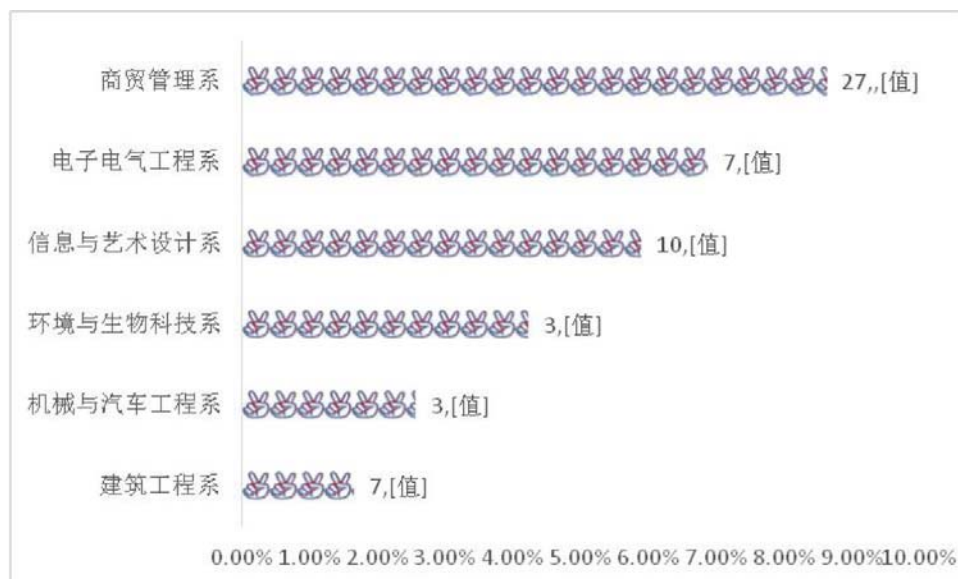 商贸管理系 27,,[值]
电子电气工程系 7,[值]
信息与艺术设计系 10,[值]
环境与生物科技系 3,[值]
机械与汽车工程系 3,[值]
建筑工程系 7,[值]
0.00% 1.00% 2.00% 3.00% 4.00% 5.00% 6.00% 7.00% 8.00% 9.00% 10.00%